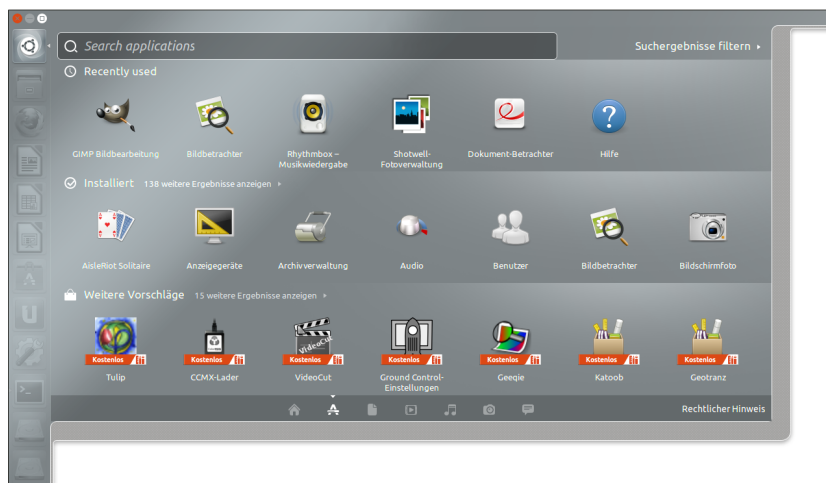 Search applications
Suchergebnisse filtern
Recently used
GIMP Bildbearbeitung
Bildbetrachter
Rhythmbox –
Musikwiedergabe
Shotwell-
Fotoverwaltung
Dokument-Betrachter
Hilfe
Installiert 138 weitere Ergebnisse anzeigen
AisleRiot Solitaire
Anzeigegeräte
Archivverwaltung
Audio
Benutzer
Bildbetrachter
Bildschirmfoto
Weitere Vorschläge 15 weitere Ergebnisse anzeigen
VideoCut
Kostenlos
Kostenlos
Kostenlos
Kostenlos
Kostenlos
Kostenlos
Kostenlos
Tulip
CCMX-Lader
VideoCut
Ground Control-
Einstellungen
Geeqie
Katoob
Geotranz
Rechtlicher Hinweis